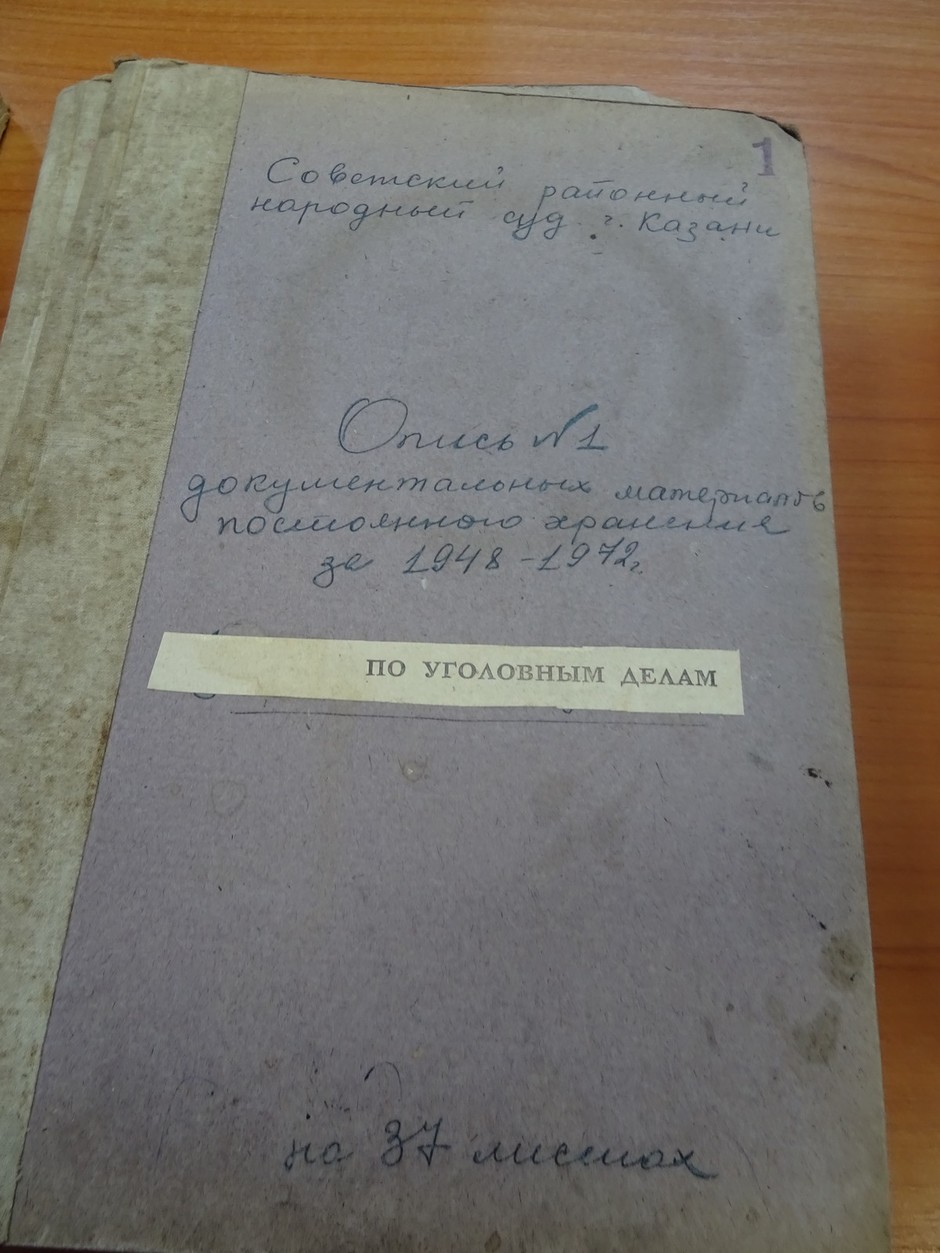 1
Советский районный
народный суд г. Казани
Опись №1
документальных материалов
постоянного хранения
за 1948-1972г.
ПО УГОЛОВНЫМ ДЕЛАМ
на 37 листах